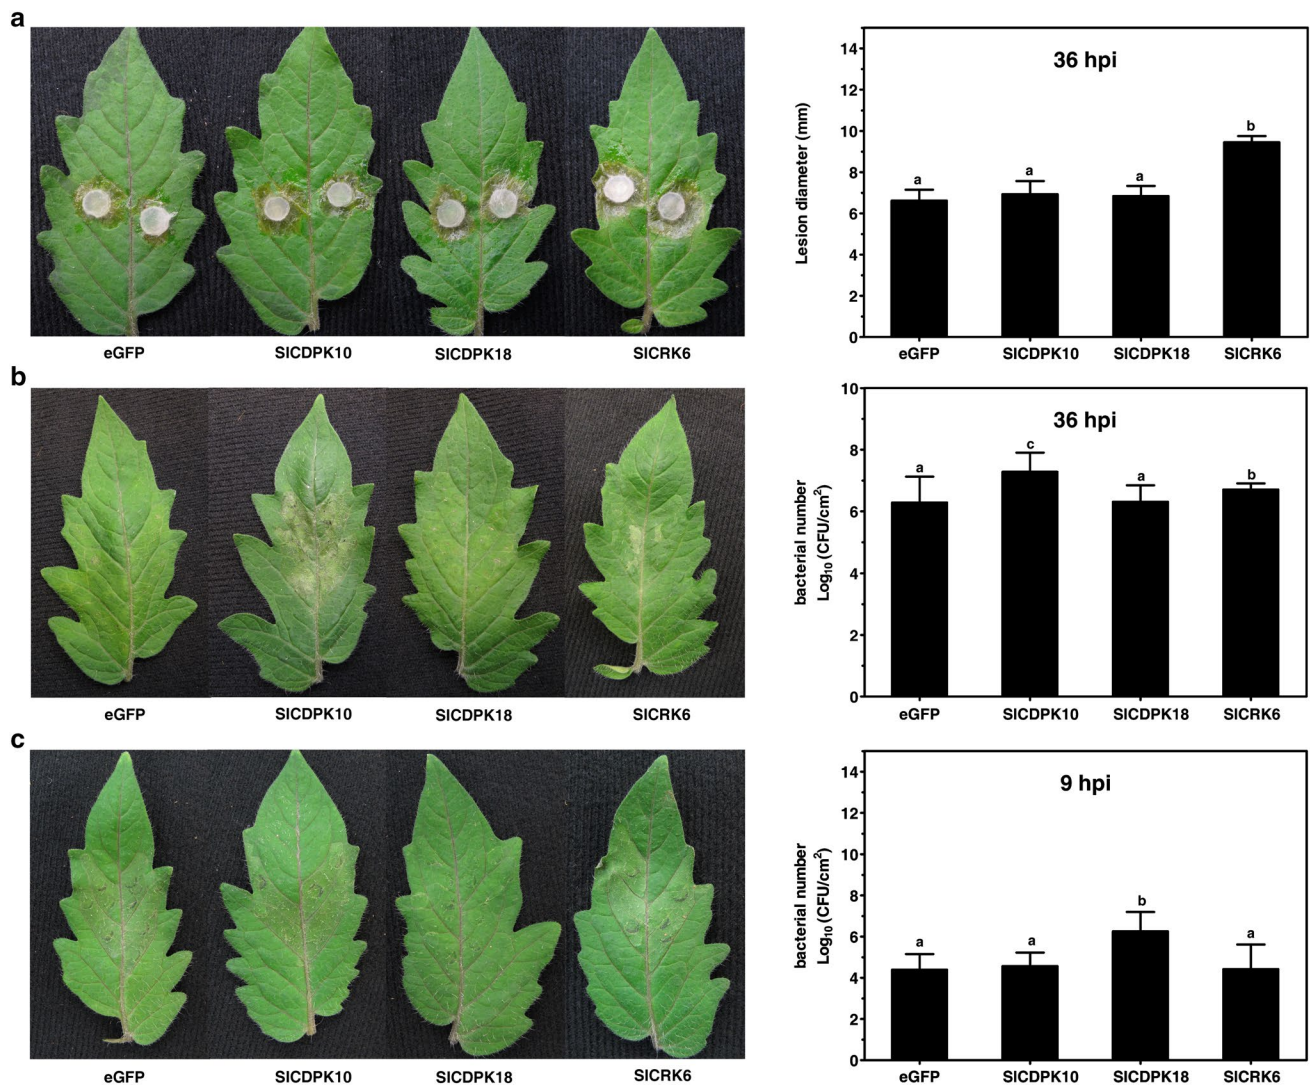 a
eGFP SlCDPK10 SlCDPK18 SlCRK6
36 hpi
Lesion diameter (mm)
14
12
10
8
6
4
2
0
a a a b
eGFP SlCDPK10 SlCDPK18 SlCRK6
b
eGFP SlCDPK10 SlCDPK18 SlCRK6
36 hpi
bacterial number
Log₁₀ (CFU/cm²)
10
8
6
4
2
0
a c a b
eGFP SlCDPK10 SlCDPK18 SlCRK6
c
eGFP SlCDPK10 SlCDPK18 SlCRK6
9 hpi
bacterial number
Log₁₀ (CFU/cm²)
14
12
10
8
6
4
2
0
a a b a
eGFP SlCDPK10 SlCDPK18 SlCRK6